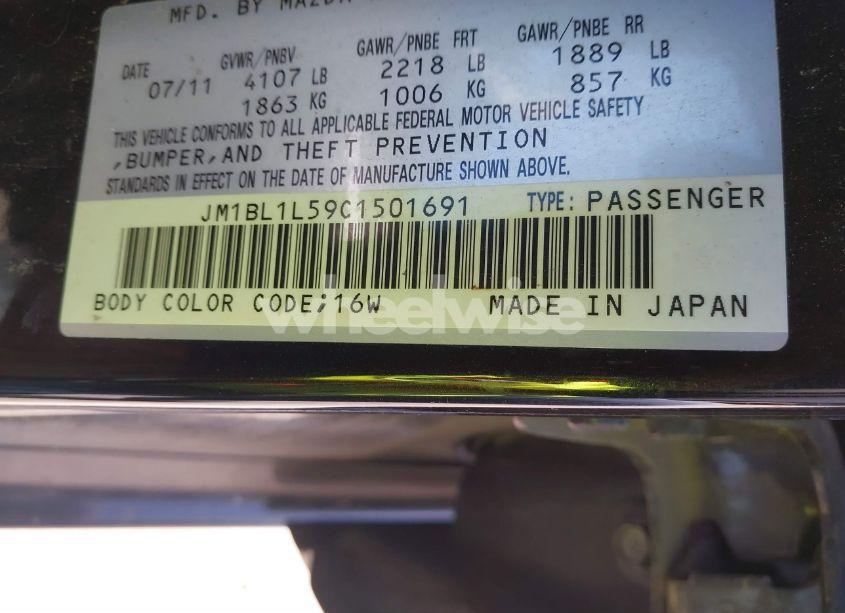 MFD. BY MAZDA
DATE GVWR/PNBV GAWR/PNBE FRT GAWR/PNBE RR
07/11 4107 LB 2218 LB 1889 LB
1863 KG 1006 KG 857 KG
THIS VEHICLE CONFORMS TO ALL APPLICABLE FEDERAL MOTOR VEHICLE SAFETY
,BUMPER,AND THEFT PREVENTION
STANDARDS IN EFFECT ON THE DATE OF MANUFACTURE SHOWN ABOVE.
JM1BL1L59C1501691 TYPE: PASSENGER
BODY COLOR CODE;16W MADE IN JAPAN
wheelwise